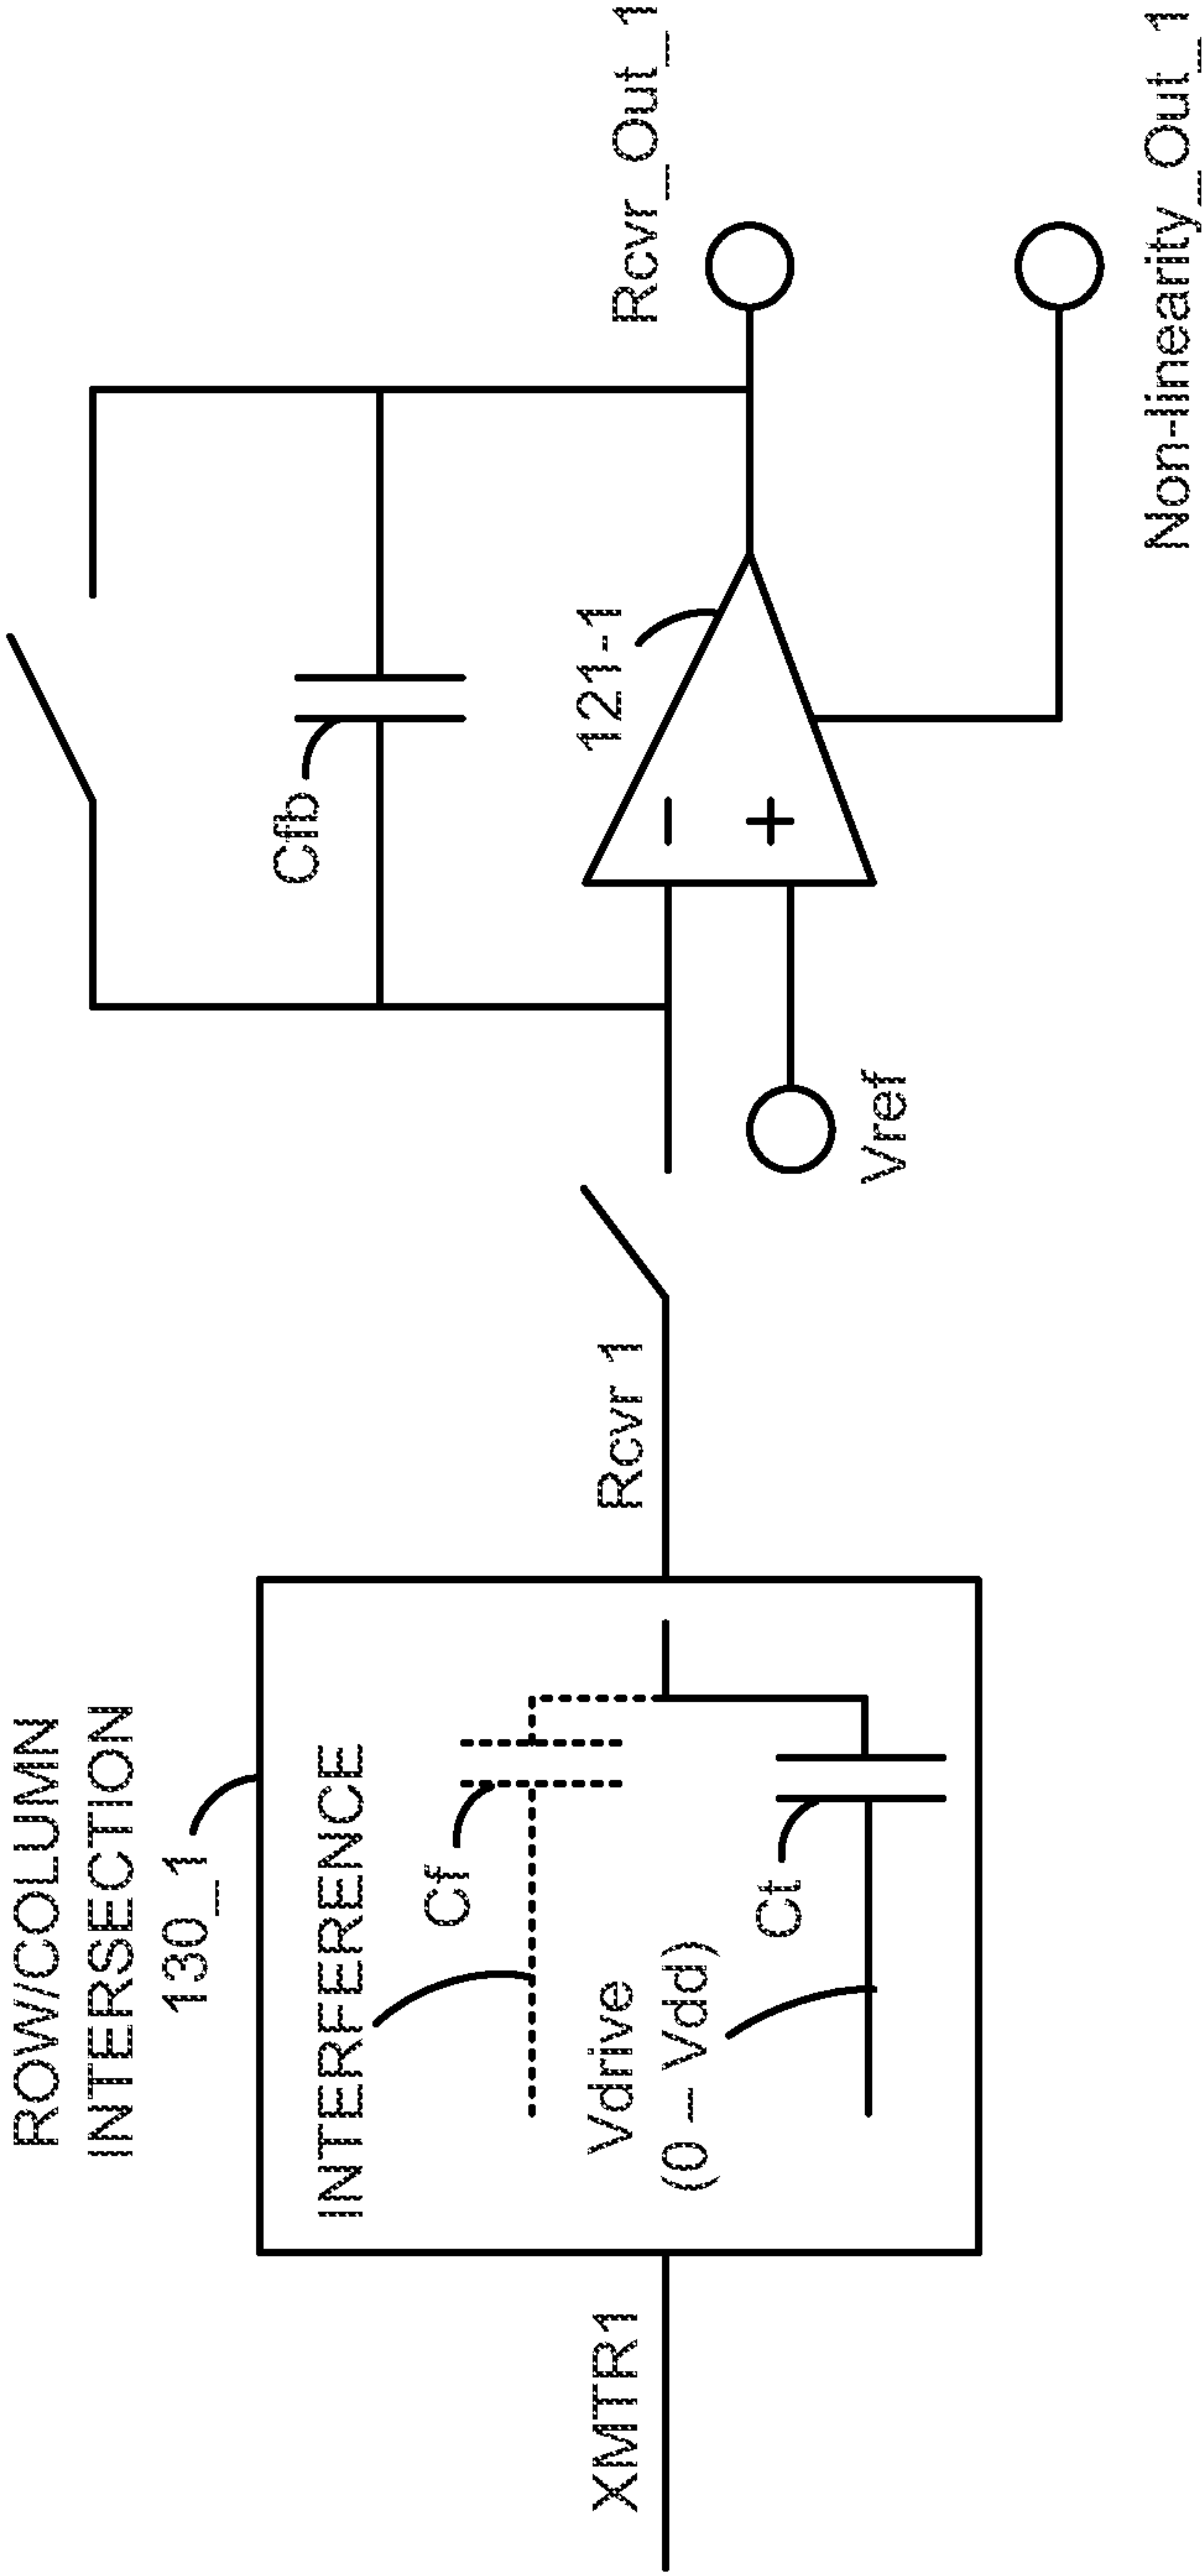 ROW/COLUMN
INTERSECTION
130_1
INTERFERENCE
Cf
Vdrive
(0 – Vdd)
Ct
XMTR1
Rcvr 1
Cfb
121-1
Vref
Rcvr_Out_1
Non-linearity_Out_1